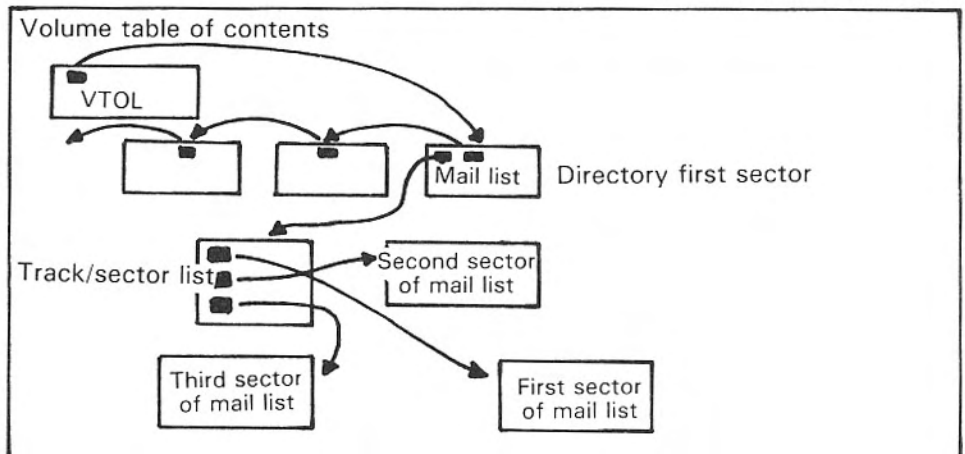 Volume table of contents
VTOL
Mail list
Directory first sector
Track/sector list
Second sector
of mail list
Third sector
of mail list
First sector
of mail list